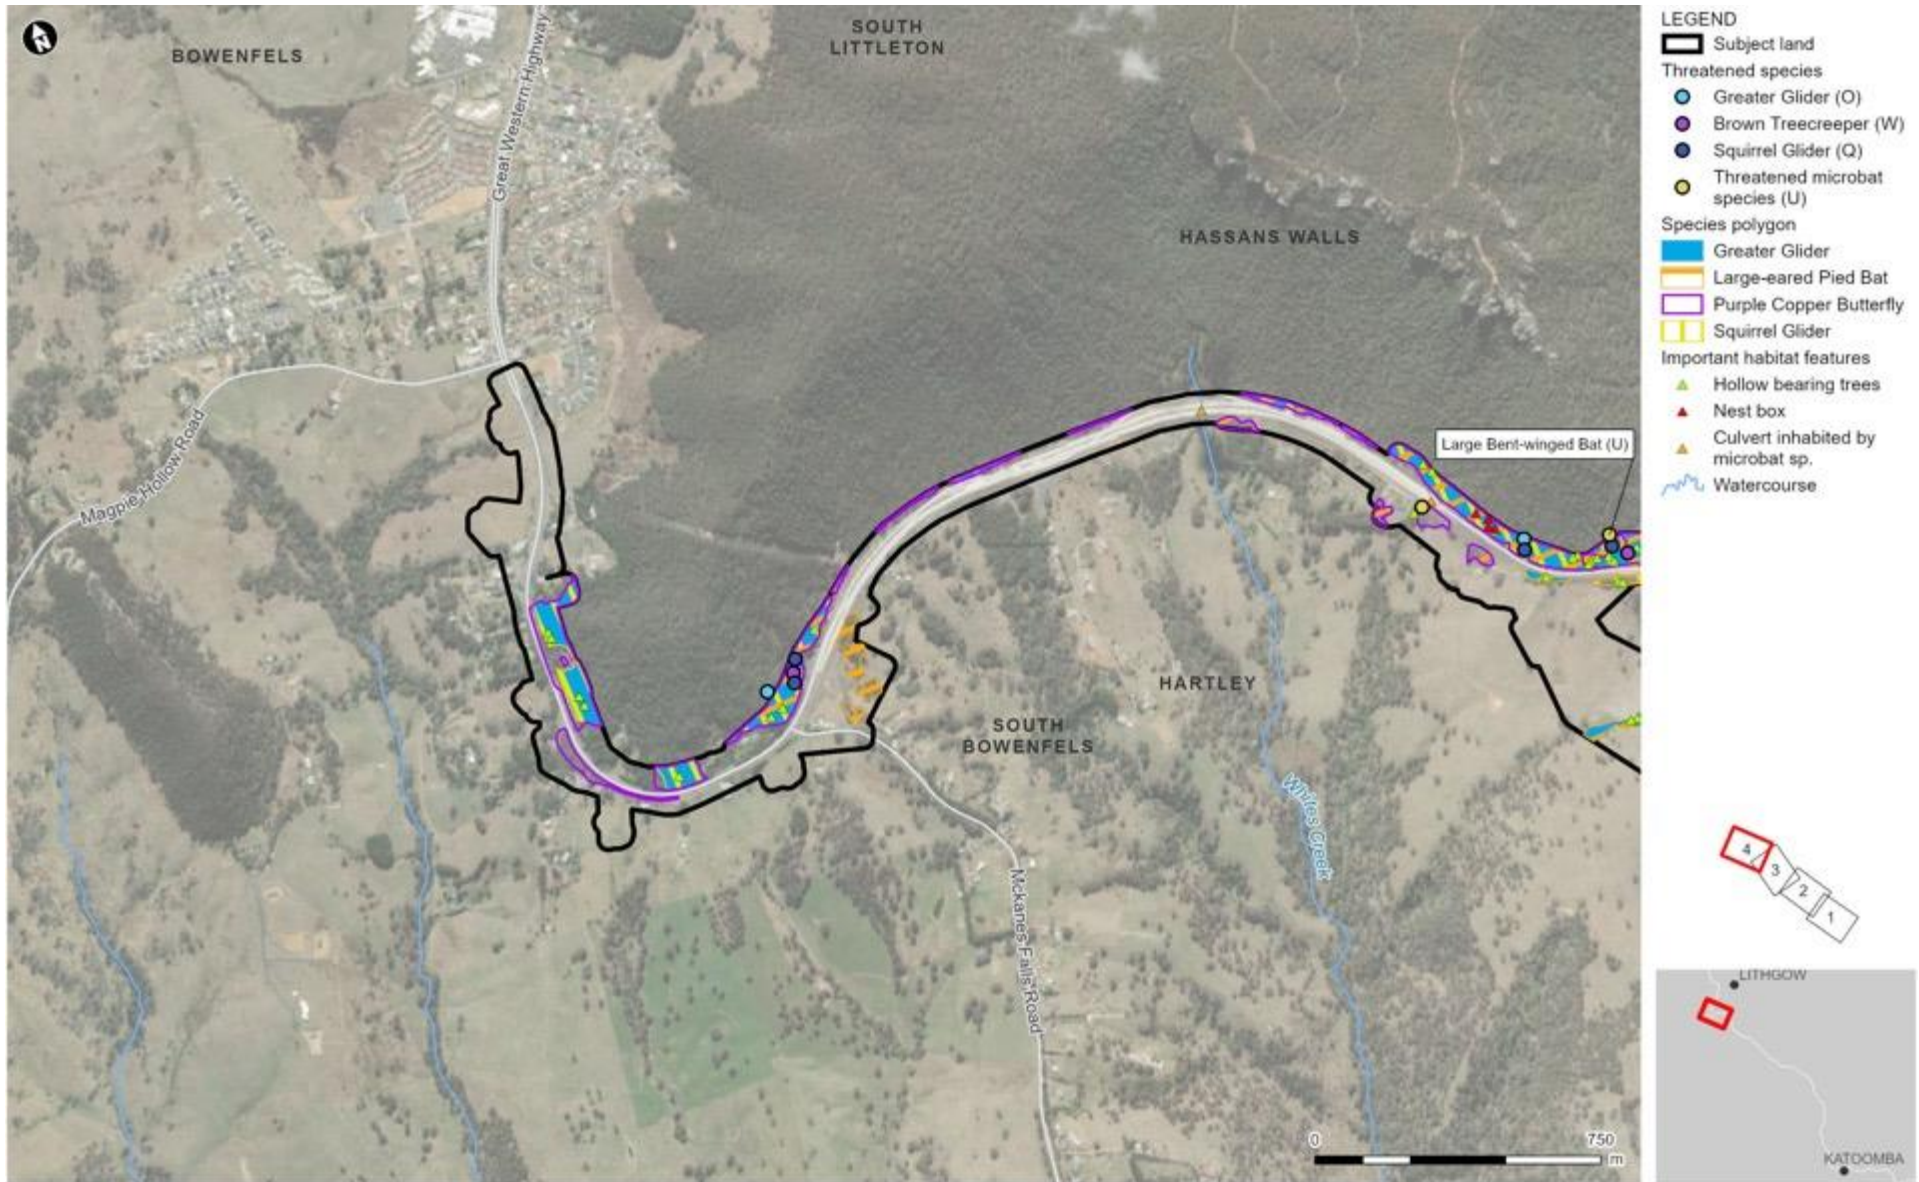 N
BOWENFELS
Great Western Highway
SOUTH
LITTLETON
HASSANS WALLS
Magpie Hollow Road
Large Bent-winged Bat (U)
HARTLEY
SOUTH
BOWENFELS
Whites Creek
Mckanes Falls Road
0
750
m
LEGEND
Subject land
Threatened species
Greater Glider (O)
Brown Treecreeper (W)
Squirrel Glider (Q)
Threatened microbat
species (U)
Species polygon
Greater Glider
Large-eared Pied Bat
Purple Copper Butterfly
Squirrel Glider
Important habitat features
Hollow bearing trees
Nest box
Culvert inhabited by
microbat sp.
Watercourse
4
3
2
1
LITHGOW
KATOOMBA